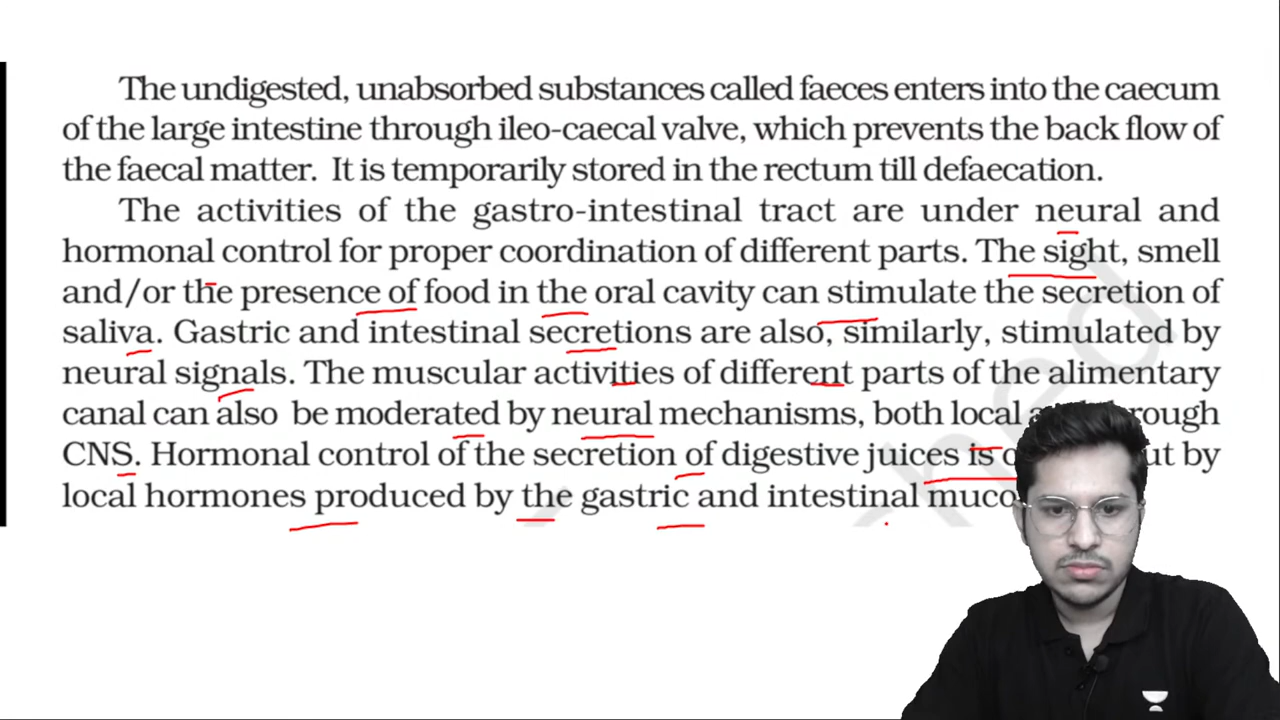 The undigested, unabsorbed substances called faeces enters into the caecum
of the large intestine through ileo-caecal valve, which prevents the back flow of
the faecal matter. It is temporarily stored in the rectum till defaecation.
The activities of the gastro-intestinal tract are under neural and
hormonal control for proper coordination of different parts. The sight, smell
and/or the presence of food in the oral cavity can stimulate the secretion of
saliva. Gastric and intestinal secretions are also, similarly, stimulated by
neural signals. The muscular activities of different parts of the alimentary
canal can also be moderated by neural mechanisms, both local
CNS. Hormonal control of the secretion of digestive juices is by
local hormones produced by the gastric and intestinal